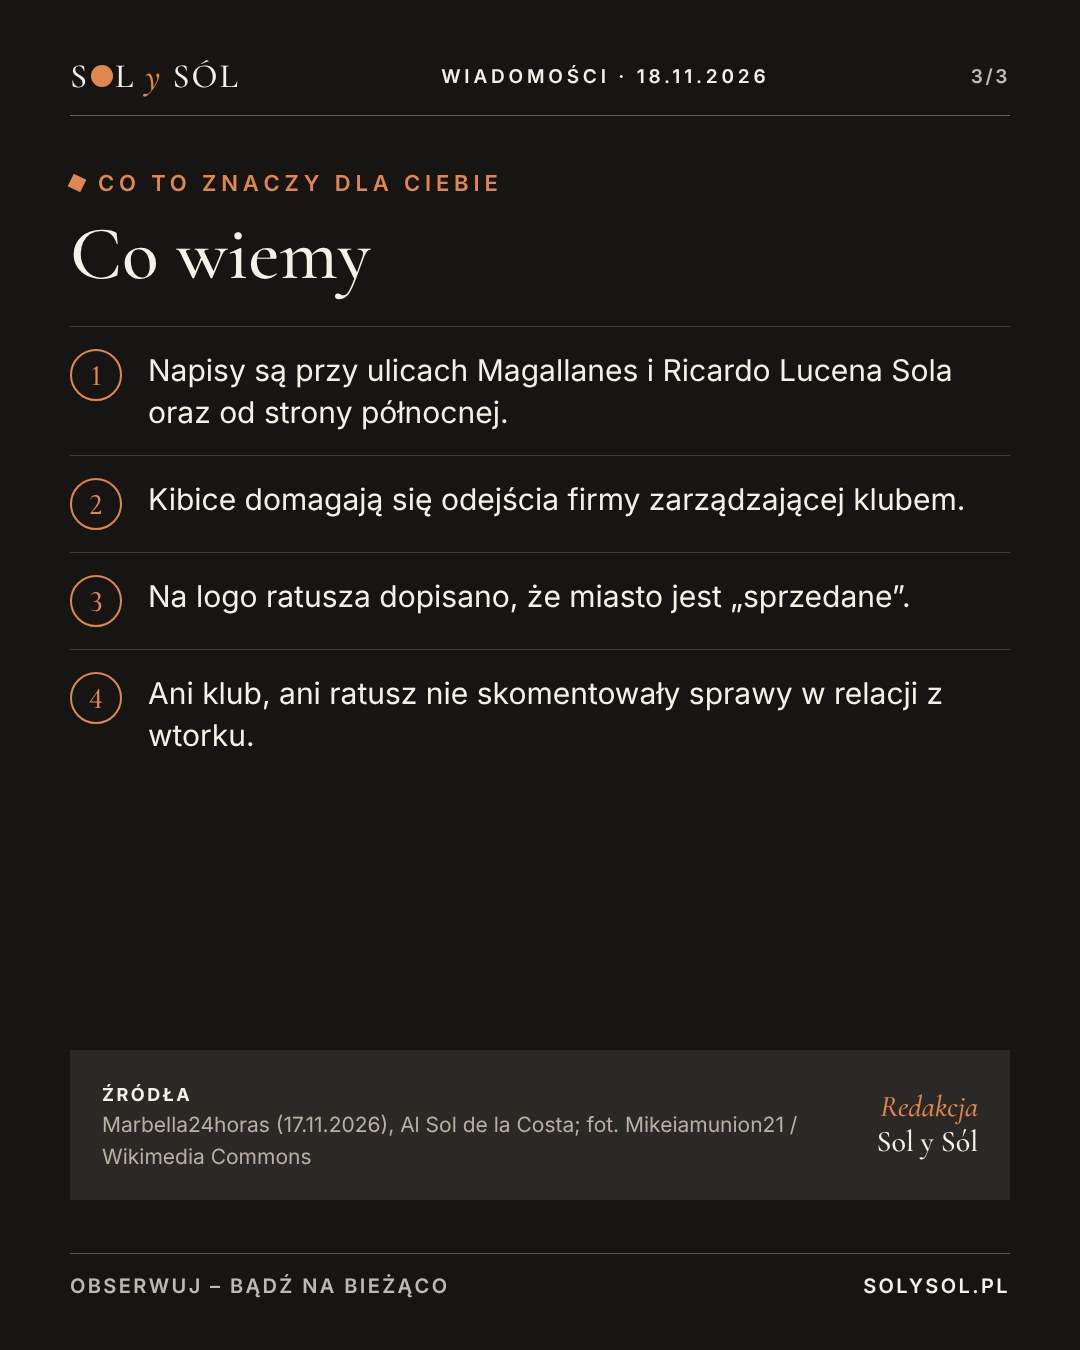 SOL y SÓL
WIADOMOŚCI · 18.11.2026
3/3
CO TO ZNACZY DLA CIEBIE
Co wiemy
1
Napisy są przy ulicach Magallanes i Ricardo Lucena Sola
oraz od strony północnej.
2
Kibice domagają się odejścia firmy zarządzającej klubem.
3
Na logo ratusza dopisano, że miasto jest „sprzedane”.
4
Ani klub, ani ratusz nie skomentowały sprawy w relacji z
wtorku.
ŹRÓDŁA
Marbella24horas (17.11.2026), Al Sol de la Costa; fot. Mikeiamunion21 /
Wikimedia Commons
Redakcja
Sol y Sól
OBSERWUJ – BĄDŹ NA BIEŻĄCO
SOLYSOL.PL